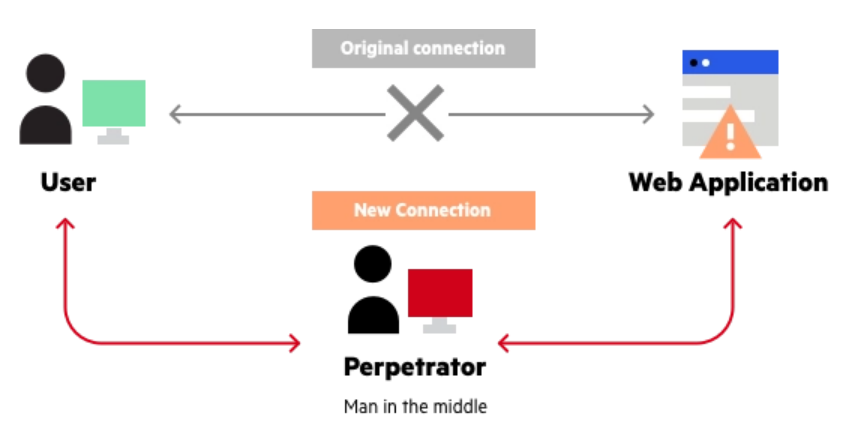 Original connection
User
Web Application
New Connection
Perpetrator
Man in the middle